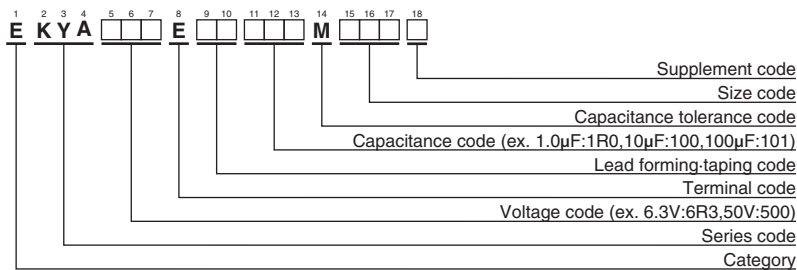 1 2 3 4 5 6 7 8 9 10 11 12 13 14 15 16 17 18
E KYA E M
Supplement code
Size code
Capacitance tolerance code
Capacitance code (ex. 1.0µF:1R0,10µF:100,100µF:101)
Lead forming·taping code
Terminal code
Voltage code (ex. 6.3V:6R3,50V:500)
Series code
Category